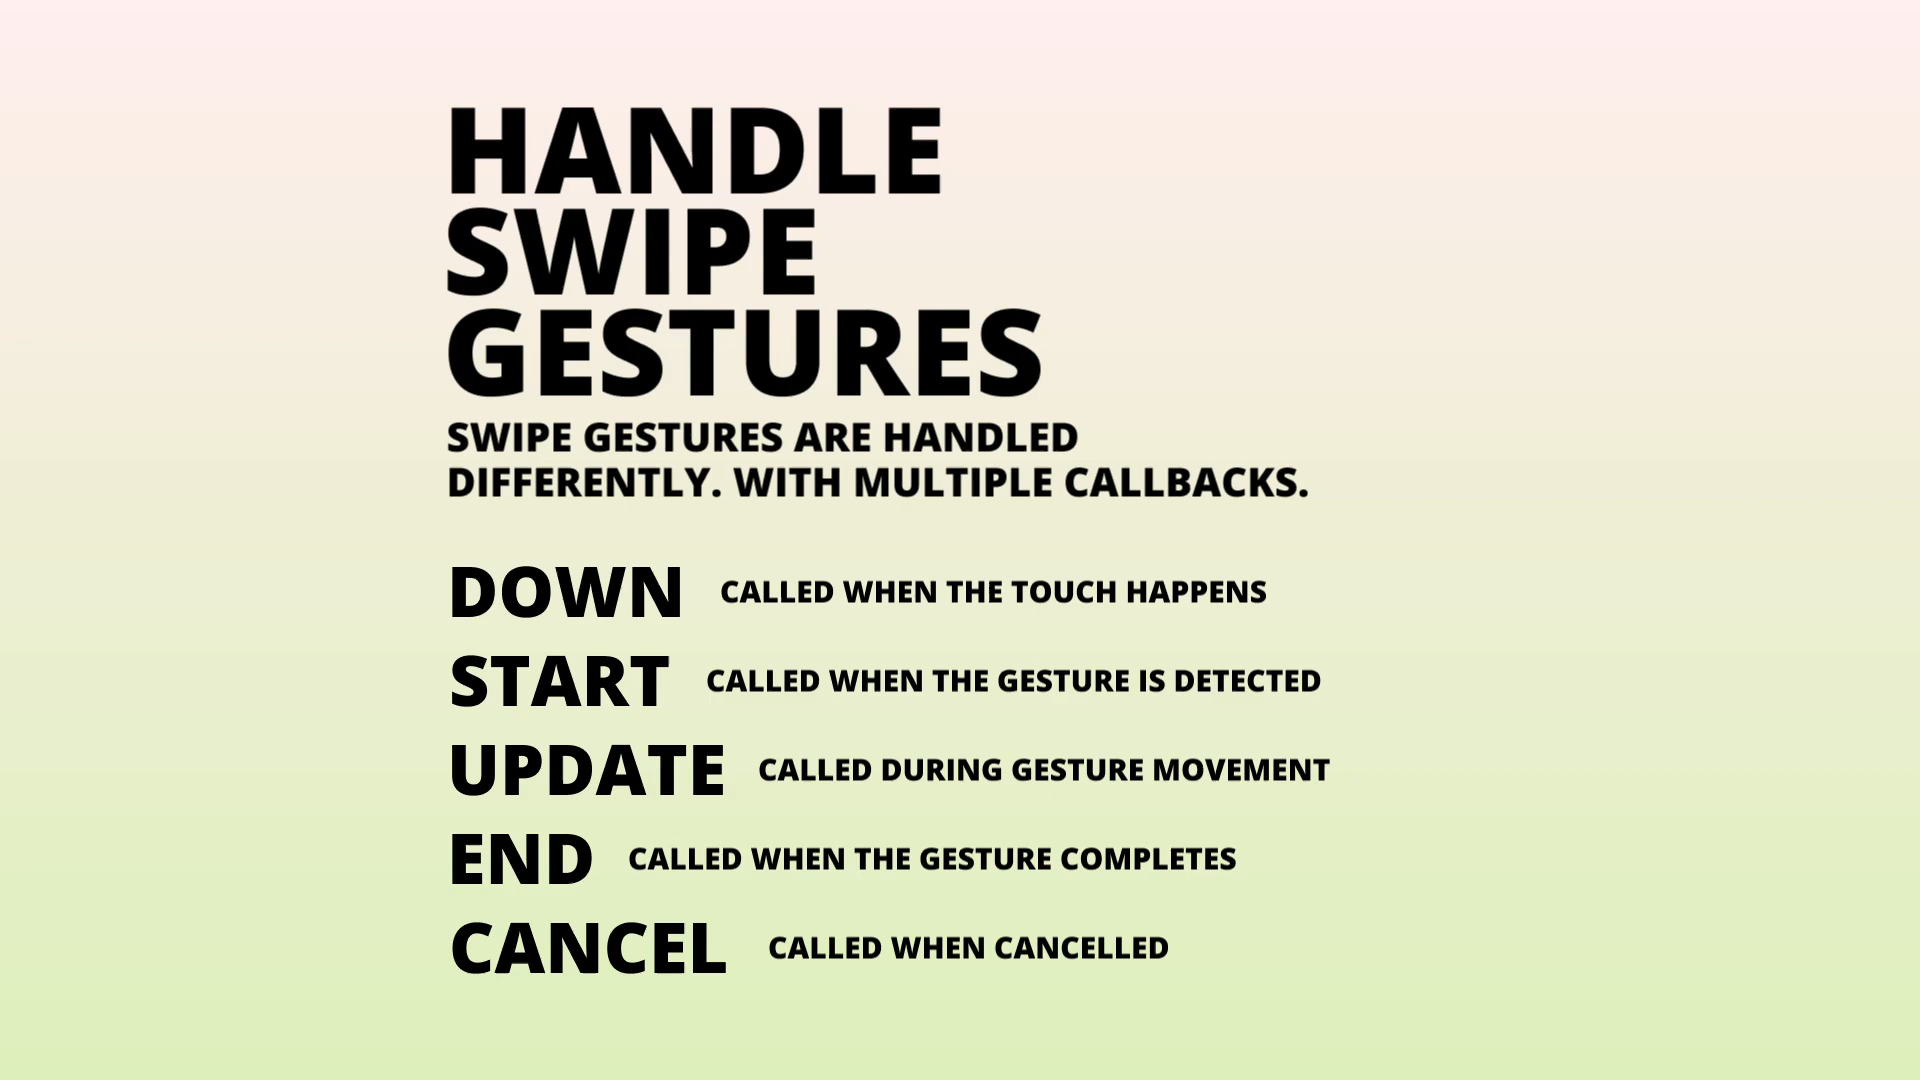 HANDLE
SWIPE
GESTURES
SWIPE GESTURES ARE HANDLED
DIFFERENTLY. WITH MULTIPLE CALLBACKS.
DOWN CALLED WHEN THE TOUCH HAPPENS
START CALLED WHEN THE GESTURE IS DETECTED
UPDATE CALLED DURING GESTURE MOVEMENT
END CALLED WHEN THE GESTURE COMPLETES
CANCEL CALLED WHEN CANCELLED